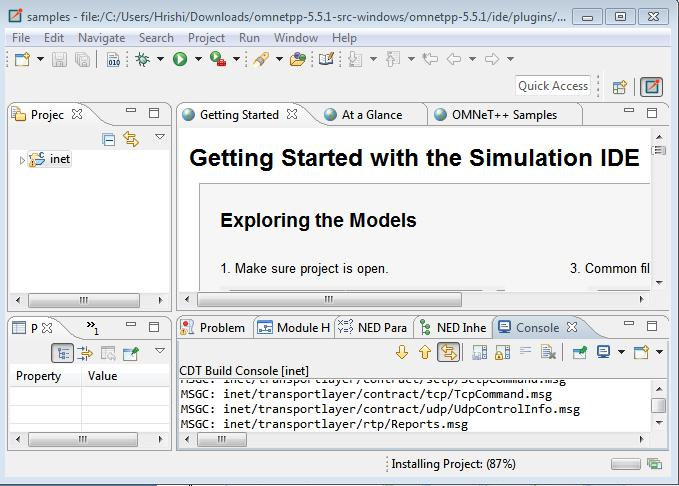 samples - file:/C:/Users/Hrishi/Downloads/omnetpp-5.5.1-src-windows/omnetpp-5.5.1/ide/plugins/...
File Edit Navigate Search Project Run Window Help
010
Quick Access
Projec
inet
Getting Started
At a Glance
OMNeT++ Samples
Getting Started with the Simulation IDE
Exploring the Models
1. Make sure project is open.
3. Common fil
P
»1
Property Value
Problem
Module H
NED Para
NED Inhe
Console
CDT Build Console [inet]
MSGC: inet/transportlayer/contract/sctp/SctpCommand.msg
MSGC: inet/transportlayer/contract/tcp/TcpCommand.msg
MSGC: inet/transportlayer/contract/udp/UdpControlInfo.msg
MSGC: inet/transportlayer/rtp/Reports.msg
Installing Project: (87%)